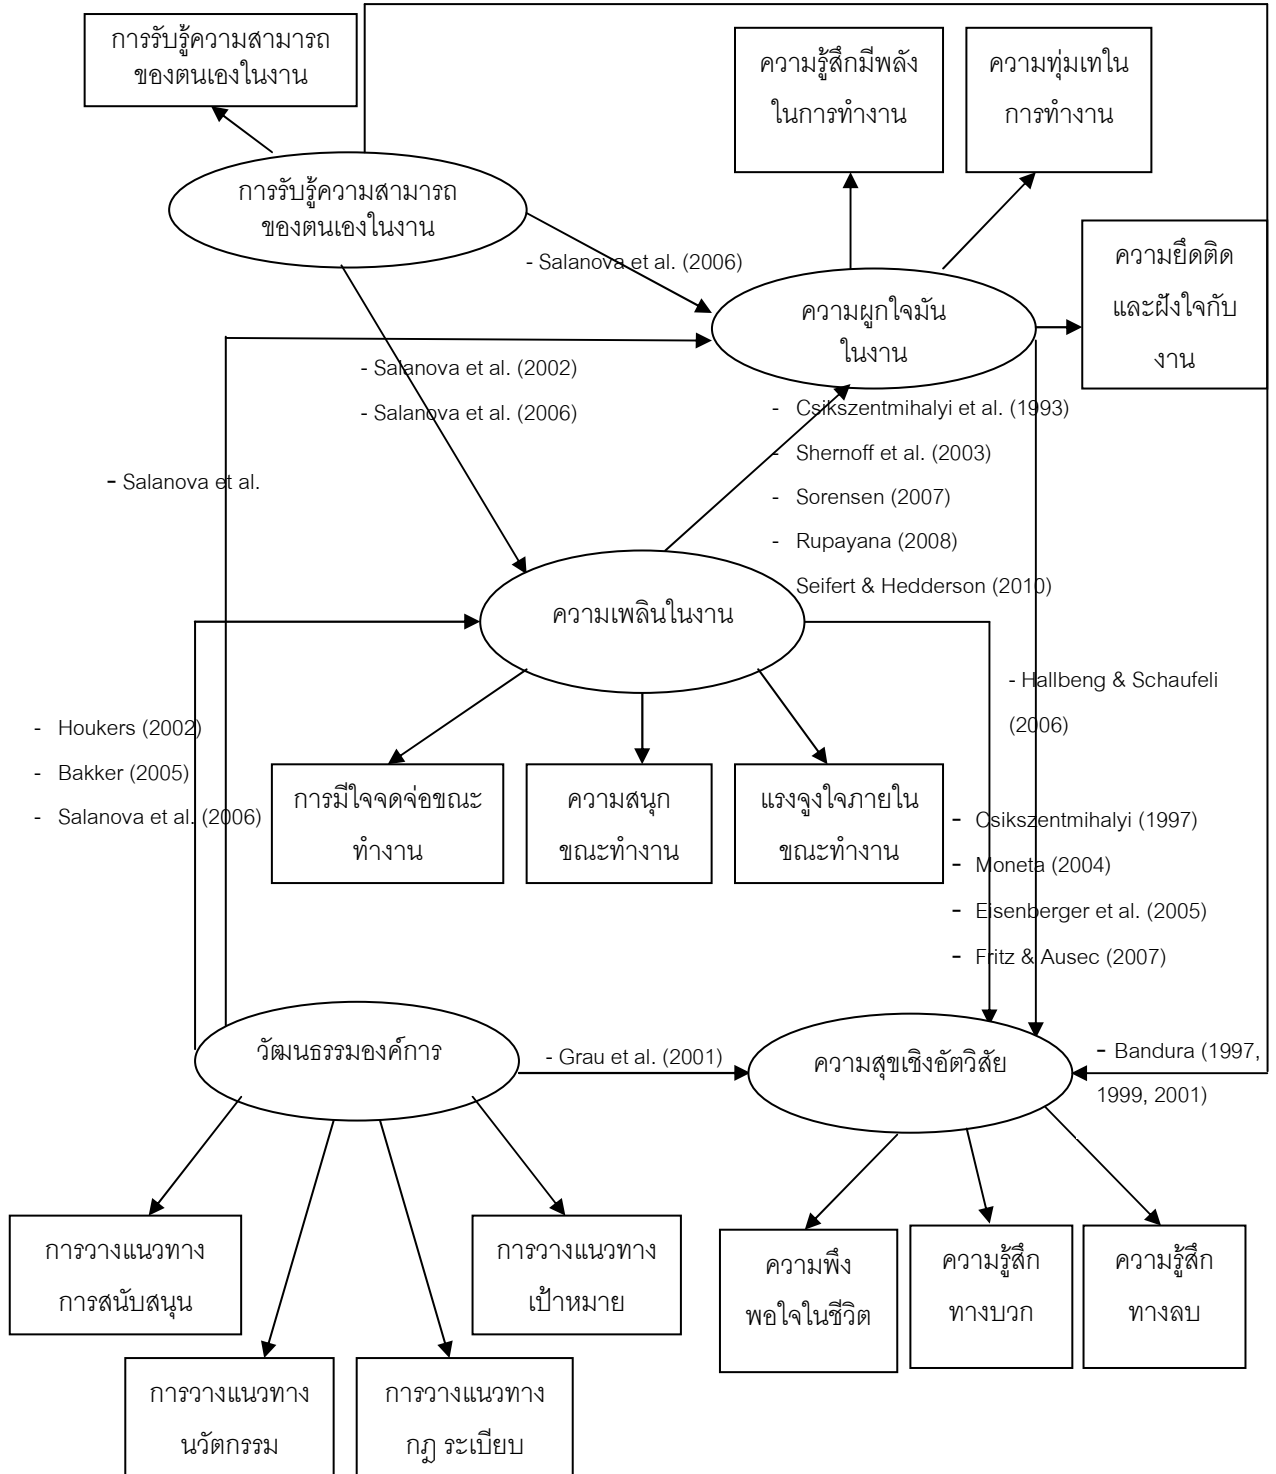 การรับรู้ความสามารถ
ของตนเองในงาน
ความรู้สึกมีพลัง
ในการทำงาน
ความทุ่มเทใน
การทำงาน
การรับรู้ความสามารถ
ของตนเองในงาน
- Salanova et al. (2006)
ความยึดติด
และฝังใจกับ
งาน
ความผูกใจมัน
ในงาน
- Salanova et al. (2002)
- Salanova et al. (2006)
- Csikszentmihalyi et al. (1993)
- Shernoff et al. (2003)
- Sorensen (2007)
- Rupayana (2008)
Seifert & Hedderson (2010)
- Salanova et al.
ความเพลินในงาน
- Hallbeng & Schaufeli
(2006)
- Houkers (2002)
- Bakker (2005)
- Salanova et al. (2006)
การมีใจจดจ่อขณะ
ทำงาน
ความสนุก
ขณะทำงาน
แรงจูงใจภายใน
ขณะทำงาน
- Csikszentmihalyi (1997)
- Moneta (2004)
- Eisenberger et al. (2005)
- Fritz & Ausec (2007)
วัฒนธรรมองค์การ
- Grau et al. (2001)
ความสุขเชิงอัตวิสัย
- Bandura (1997,
1999, 2001)
การวางแนวทาง
การสนับสนุน
การวางแนวทาง
เป้าหมาย
ความพึง
พอใจในชีวิต
ความรู้สึก
ทางบวก
ความรู้สึก
ทางลบ
การวางแนวทาง
นวัตกรรม
การวางแนวทาง
กฎ ระเบียบ